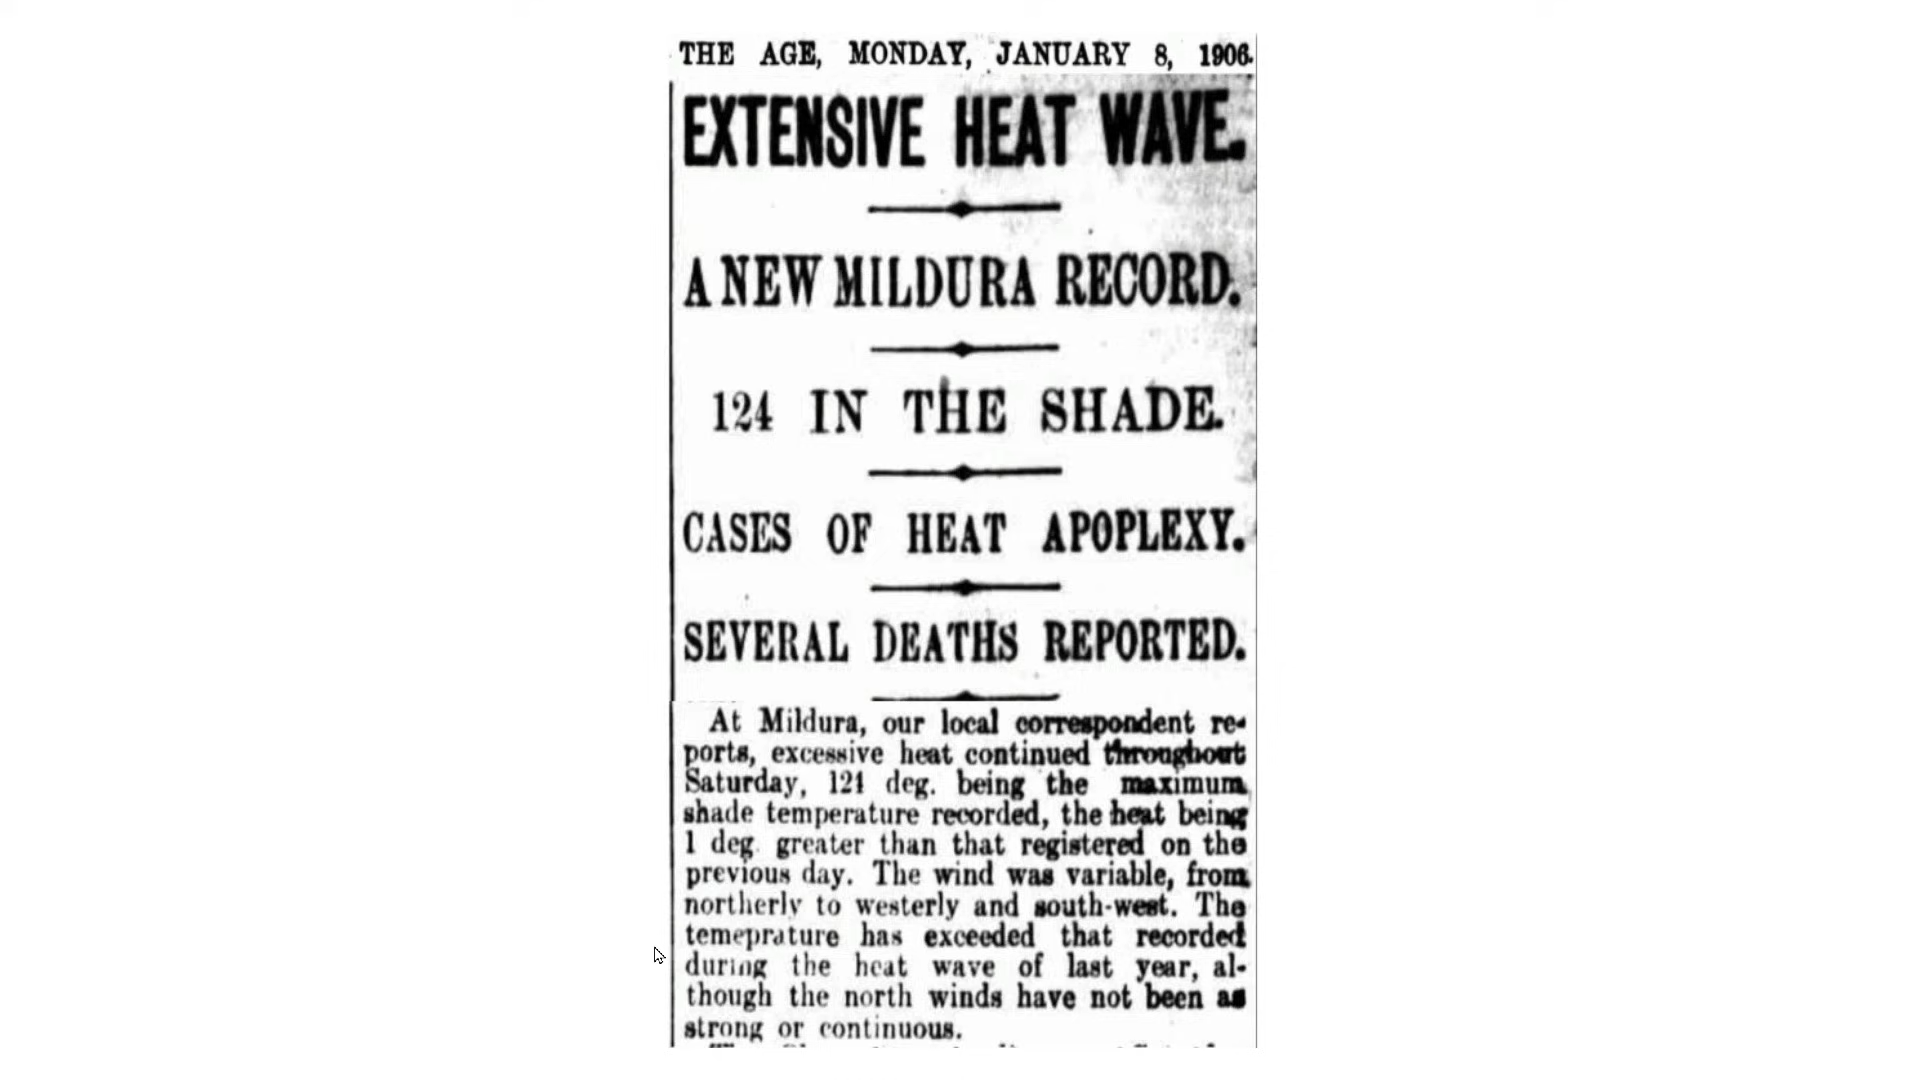 THE AGE, MONDAY, JANUARY 8, 1906.
EXTENSIVE HEAT WAVE.
A NEW MILDURA RECORD.
124 IN THE SHADE.
CASES OF HEAT APOPLEXY.
SEVERAL DEATHS REPORTED.
At Mildura, our local correspondent re-
ports, excessive heat continued throughout
Saturday, 124 deg. being the maximum
shade temperature recorded, the heat being
1 deg. greater than that registered on the
previous day. The wind was variable, from
northerly to westerly and south-west. The
temeprature has exceeded that recorded
during the heat wave of last year, al-
though the north winds have not been as
strong or continuous.